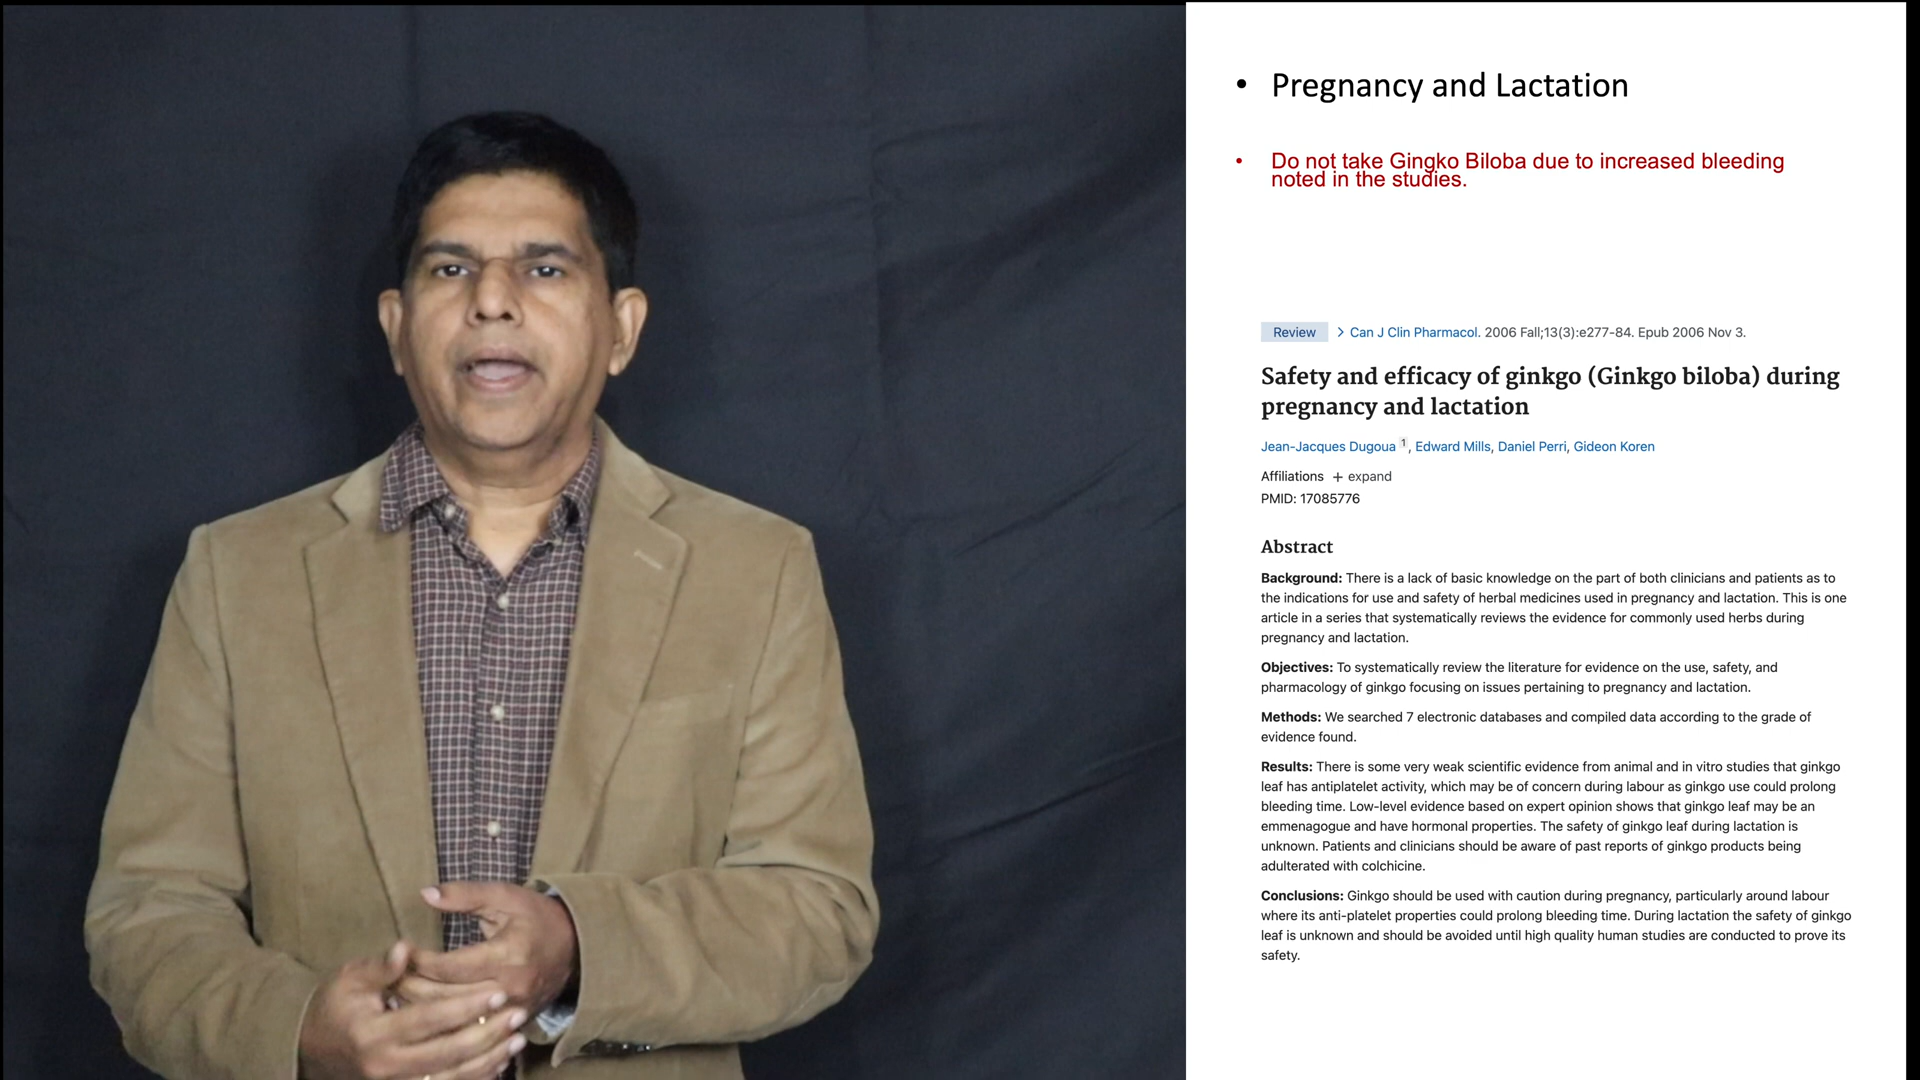 • Pregnancy and Lactation
• Do not take Gingko Biloba due to increased bleeding
noted in the studies.
Review > Can J Clin Pharmacol. 2006 Fall;13(3):e277-84. Epub 2006 Nov 3.
Safety and efficacy of ginkgo (Ginkgo biloba) during
pregnancy and lactation
Jean-Jacques Dugoua 1, Edward Mills, Daniel Perri, Gideon Koren
Affiliations + expand
PMID: 17085776
Abstract
Background: There is a lack of basic knowledge on the part of both clinicians and patients as to
the indications for use and safety of herbal medicines used in pregnancy and lactation. This is one
article in a series that systematically reviews the evidence for commonly used herbs during
pregnancy and lactation.
Objectives: To systematically review the literature for evidence on the use, safety, and
pharmacology of ginkgo focusing on issues pertaining to pregnancy and lactation.
Methods: We searched 7 electronic databases and compiled data according to the grade of
evidence found.
Results: There is some very weak scientific evidence from animal and in vitro studies that ginkgo
leaf has antiplatelet activity, which may be of concern during labour as ginkgo use could prolong
bleeding time. Low-level evidence based on expert opinion shows that ginkgo leaf may be an
emmenagogue and have hormonal properties. The safety of ginkgo leaf during lactation is
unknown. Patients and clinicians should be aware of past reports of ginkgo products being
adulterated with colchicine.
Conclusions: Ginkgo should be used with caution during pregnancy, particularly around labour
where its anti-platelet properties could prolong bleeding time. During lactation the safety of ginkgo
leaf is unknown and should be avoided until high quality human studies are conducted to prove its
safety.